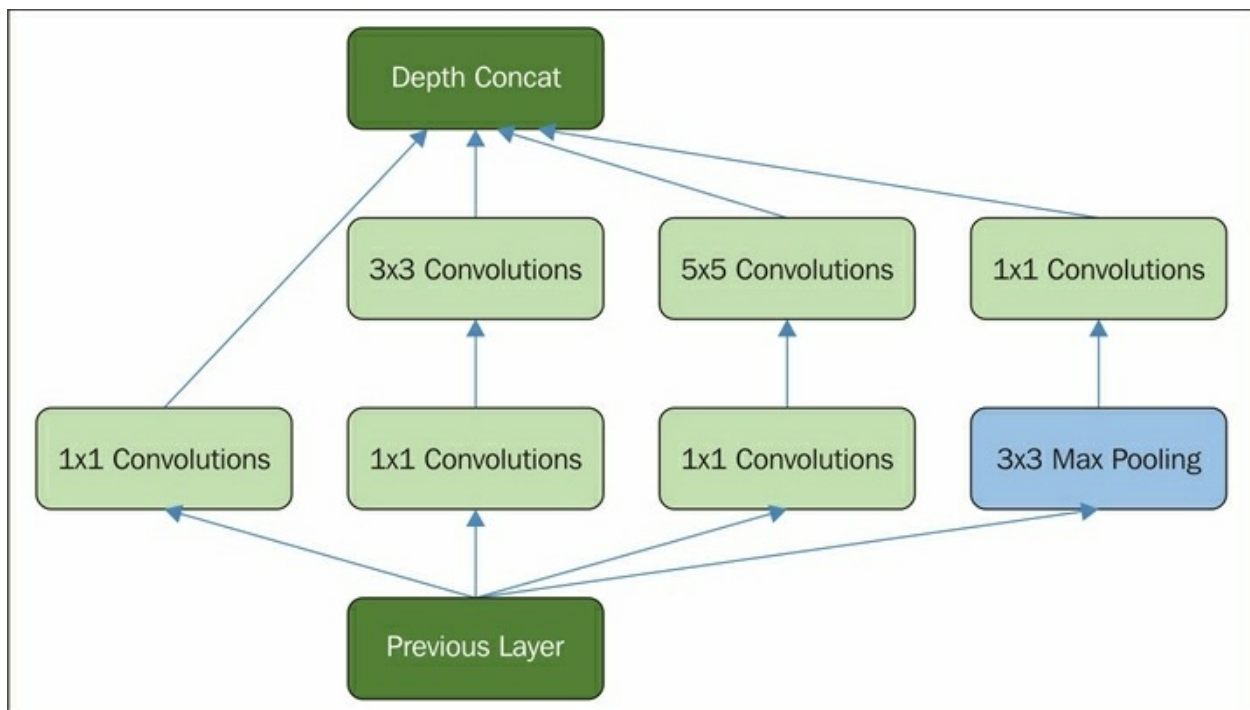 Depth Concat
3x3 Convolutions
5x5 Convolutions
1x1 Convolutions
1x1 Convolutions
1x1 Convolutions
1x1 Convolutions
3x3 Max Pooling
Previous Layer